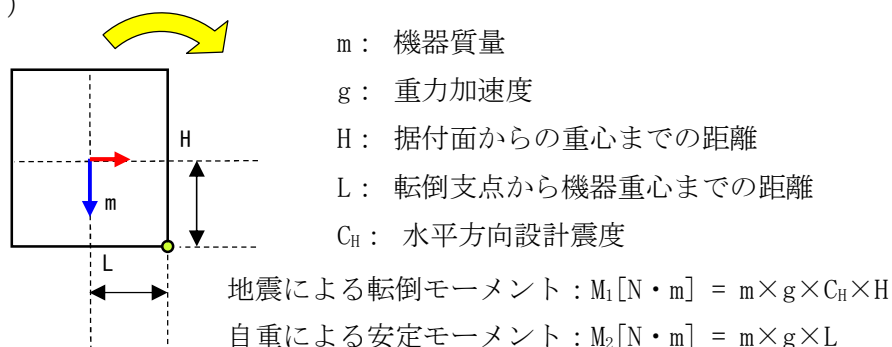 )
m： 機器質量
g： 重力加速度
H
H： 据付面からの重心までの距離
L： 転倒支点から機器重心までの距離
m
C_H： 水平方向設計震度
L
地震による転倒モーメント：M₁[N・m] = m×g×C_H×H
自重による安定モーメント：M₂[N・m] = m×g×L